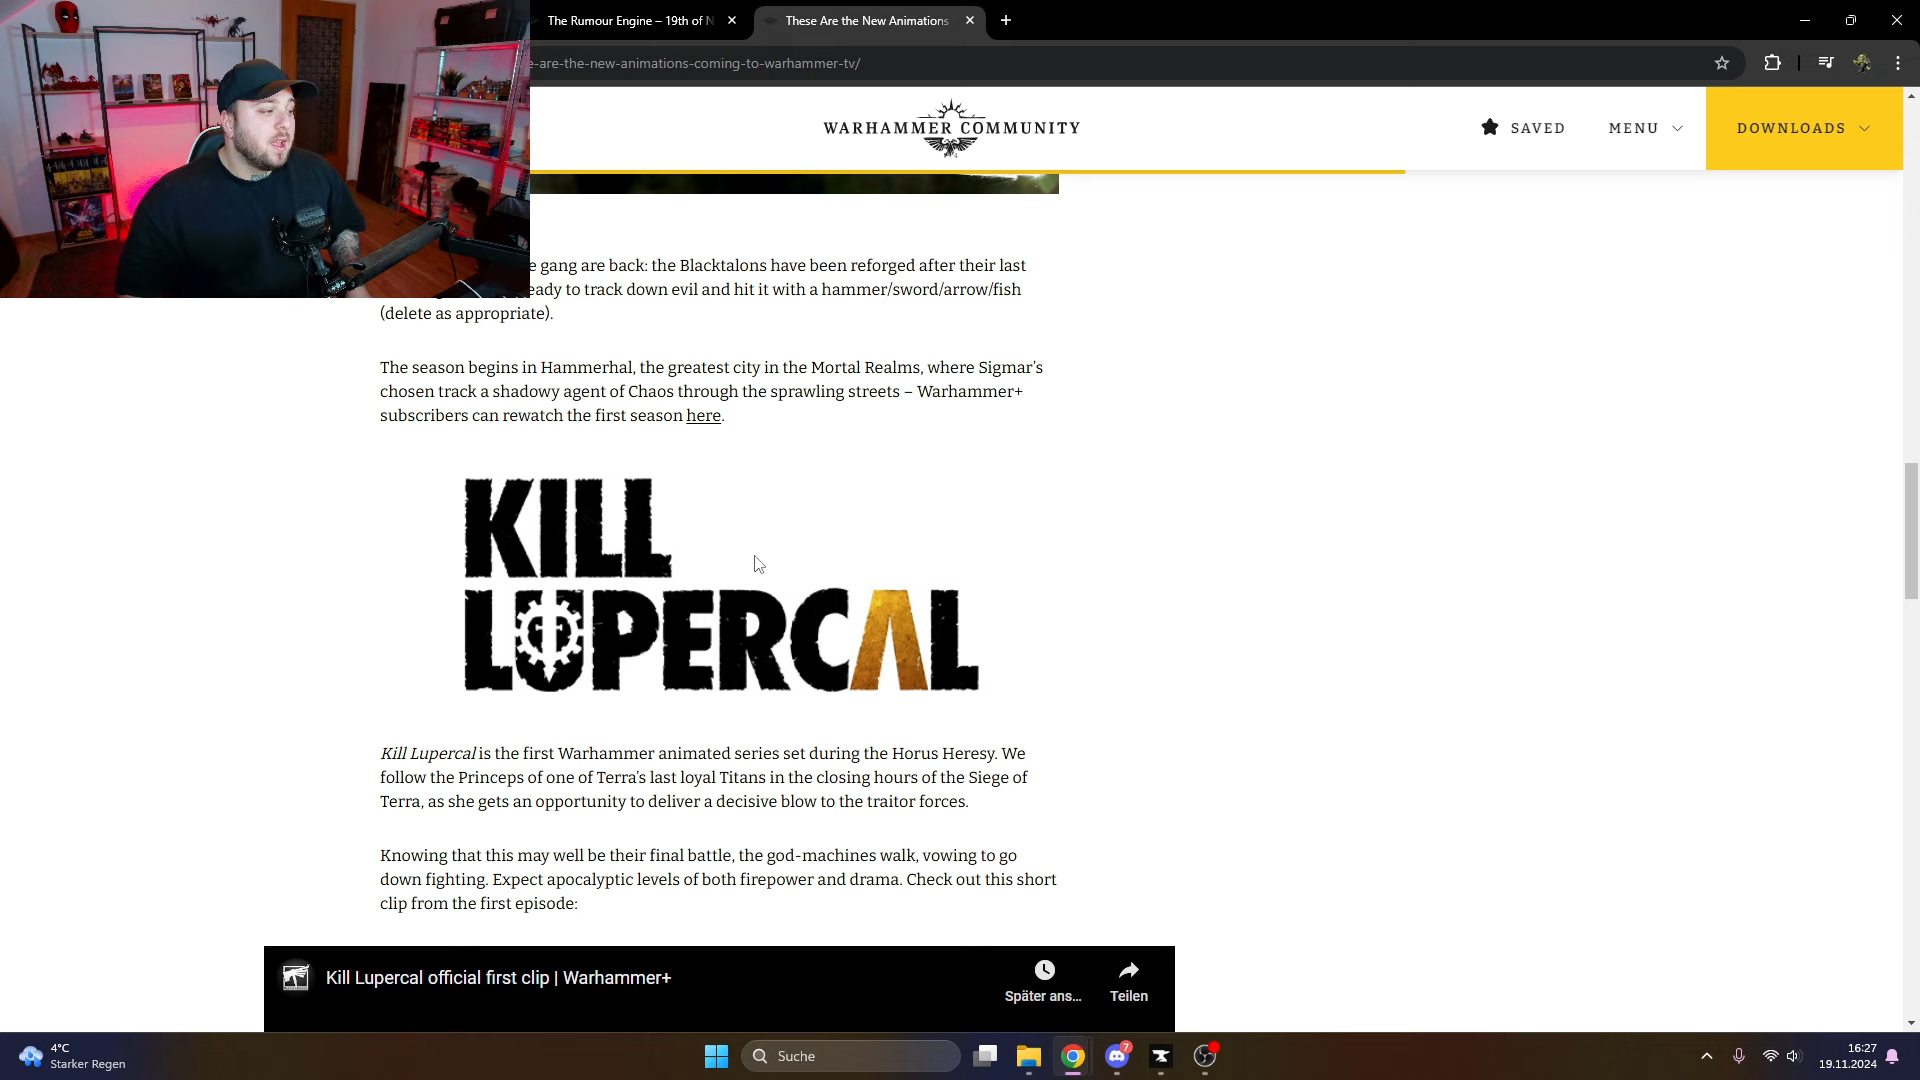 The Rumour Engine – 19th of N
These Are the New Animations
e-are-the-new-animations-coming-to-warhammer-tv/
WARHAMMER COMMUNITY
SAVED
MENU
DOWNLOADS
e gang are back: the Blacktalons have been reforged after their last
eady to track down evil and hit it with a hammer/sword/arrow/fish
(delete as appropriate).
The season begins in Hammerhal, the greatest city in the Mortal Realms, where Sigmar’s
chosen track a shadowy agent of Chaos through the sprawling streets – Warhammer+
subscribers can rewatch the first season here.
KILL
LUPERCAL
Kill Lupercal is the first Warhammer animated series set during the Horus Heresy. We
follow the Princeps of one of Terra’s last loyal Titans in the closing hours of the Siege of
Terra, as she gets an opportunity to deliver a decisive blow to the traitor forces.
Knowing that this may well be their final battle, the god-machines walk, vowing to go
down fighting. Expect apocalyptic levels of both firepower and drama. Check out this short
clip from the first episode:
Kill Lupercal official first clip | Warhammer+
Später ans...
Teilen
4°C
Starker Regen
Suche
7
16:27
19.11.2024